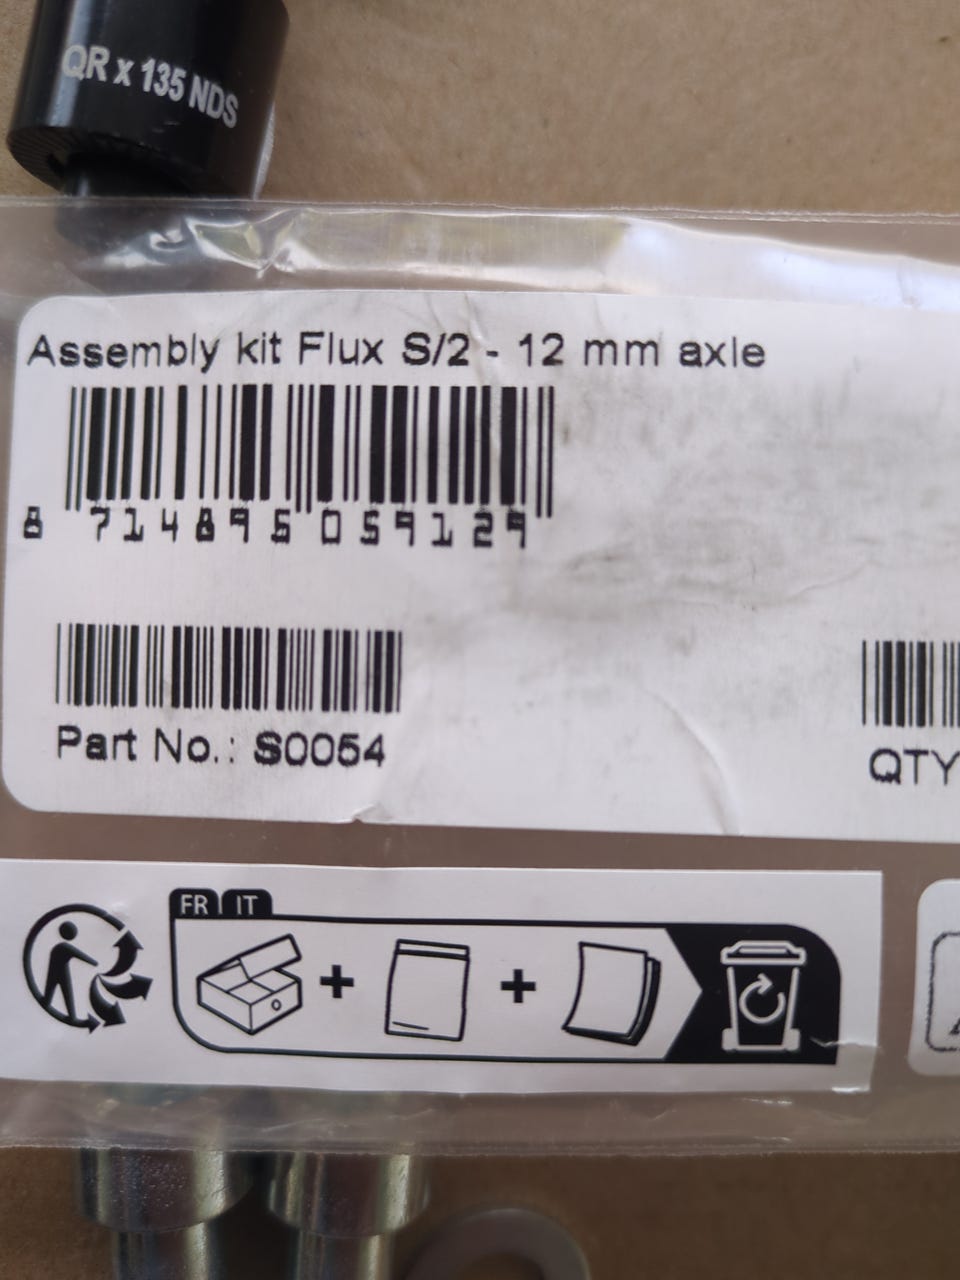 QR x 135 NDS
Assembly kit Flux S/2 - 12 mm axle
8 714895 059129
Part No.: S0054
QTY
FR IT